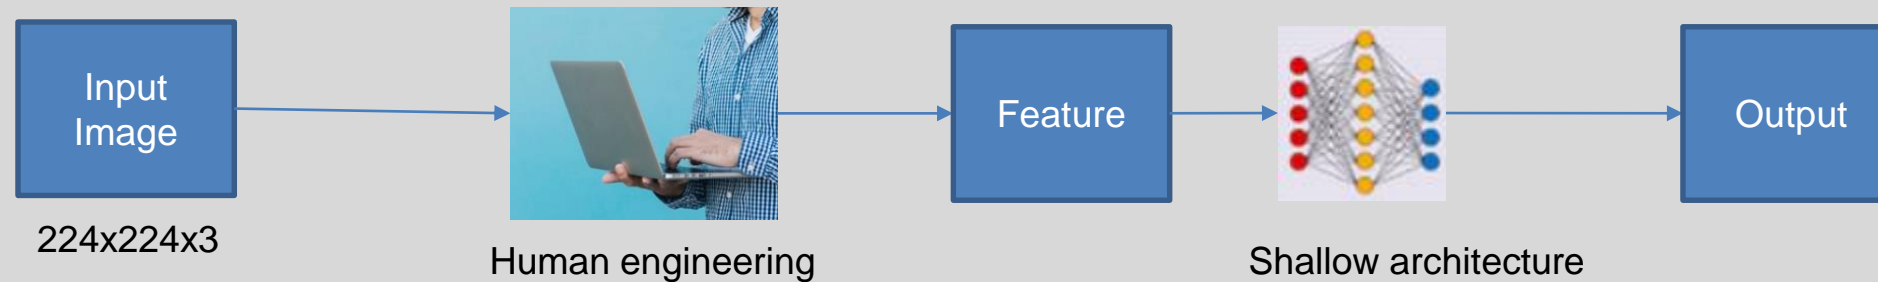 Input
Image
224x224x3
Human engineering
Feature
Shallow architecture
Output